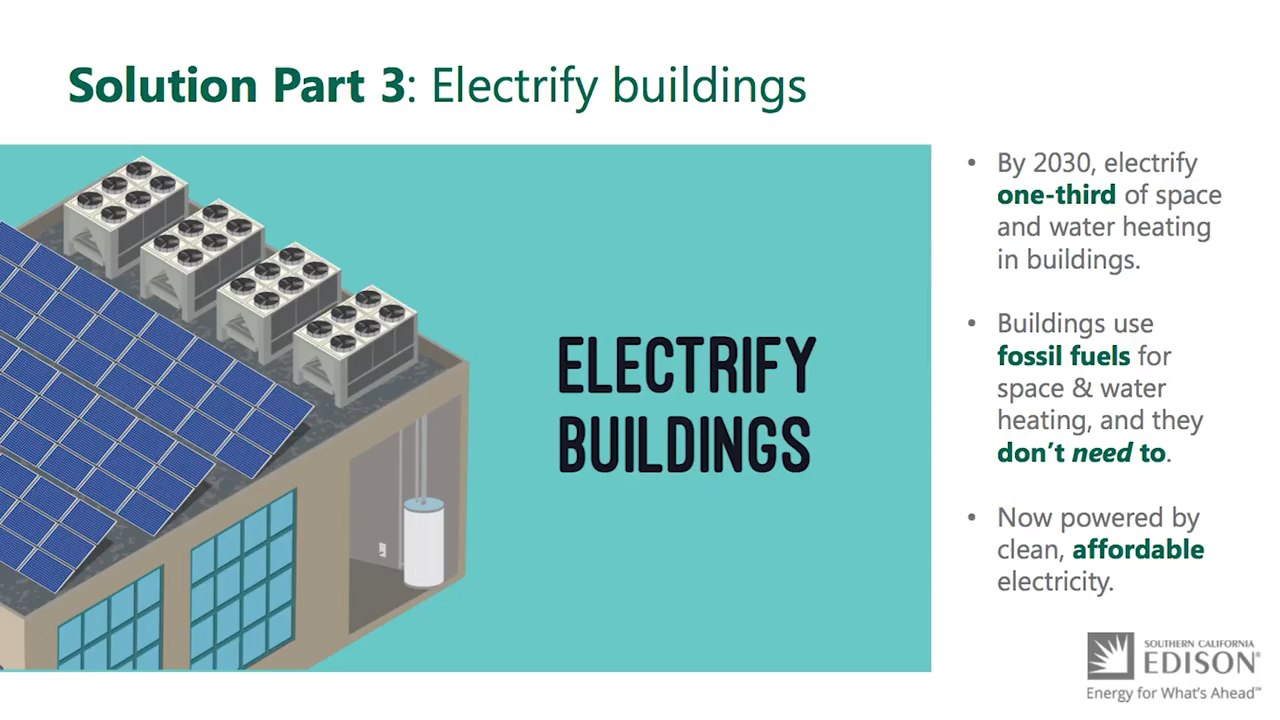 Solution Part 3: Electrify buildings
ELECTRIFY
BUILDINGS
• By 2030, electrify
one-third of space
and water heating
in buildings.
• Buildings use
fossil fuels for
space & water
heating, and they
don't need to.
• Now powered by
clean, affordable
electricity.
SOUTHERN CALIFORNIA
EDISON®
Energy for What's Ahead℠